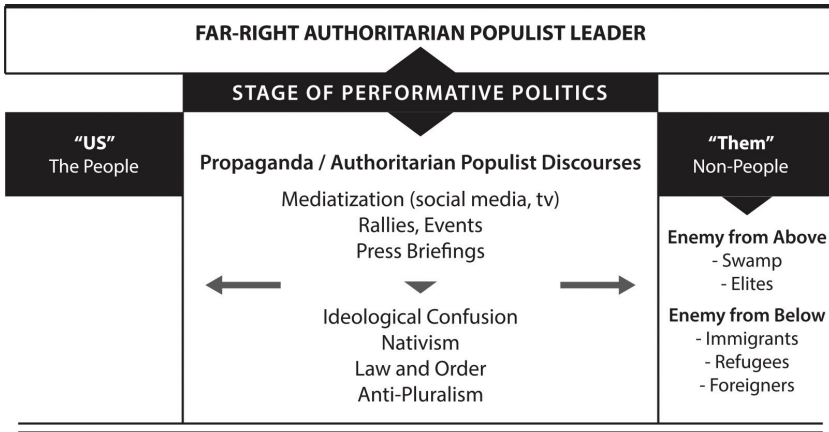 FAR-RIGHT AUTHORITARIAN POPULIST LEADER
STAGE OF PERFORMATIVE POLITICS
“US”
The People
Propaganda / Authoritarian Populist Discourses
Mediatization (social media, tv)
Rallies, Events
Press Briefings
Ideological Confusion
Nativism
Law and Order
Anti-Pluralism
“Them”
Non-People
Enemy from Above
- Swamp
- Elites
Enemy from Below
- Immigrants
- Refugees
- Foreigners